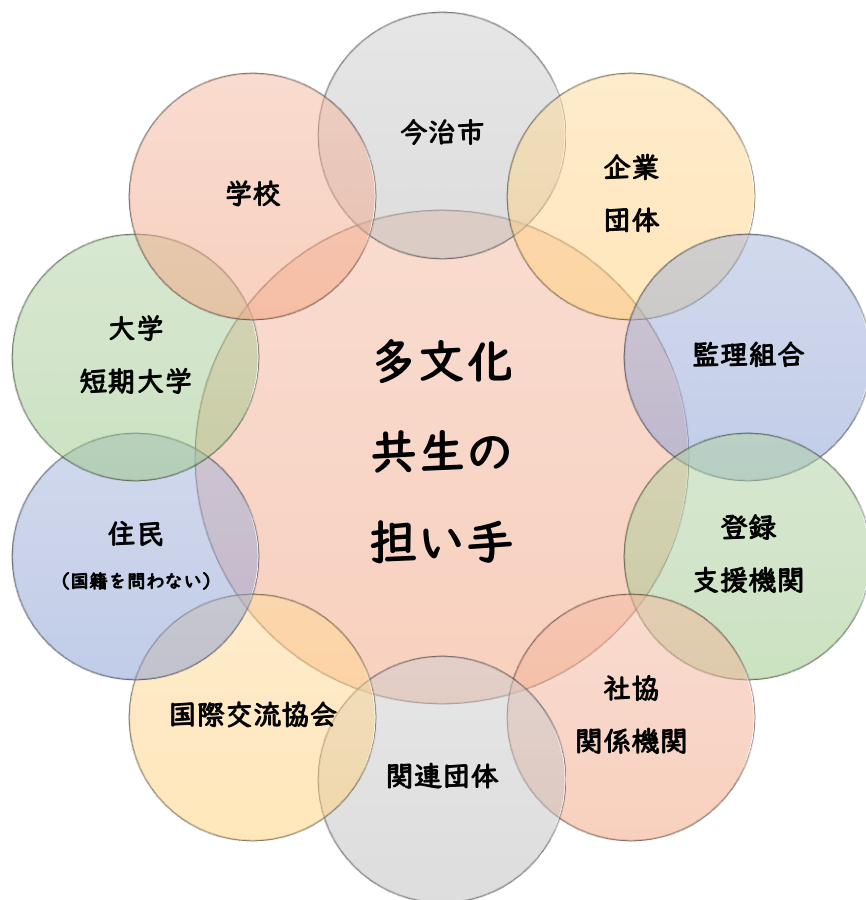 今治市
企業
団体
監理組合
登録
支援機関
社協
関係機関
関連団体
国際交流協会
住民
（国籍を問わない）
大学
短期大学
学校
多文化
共生の
担い手